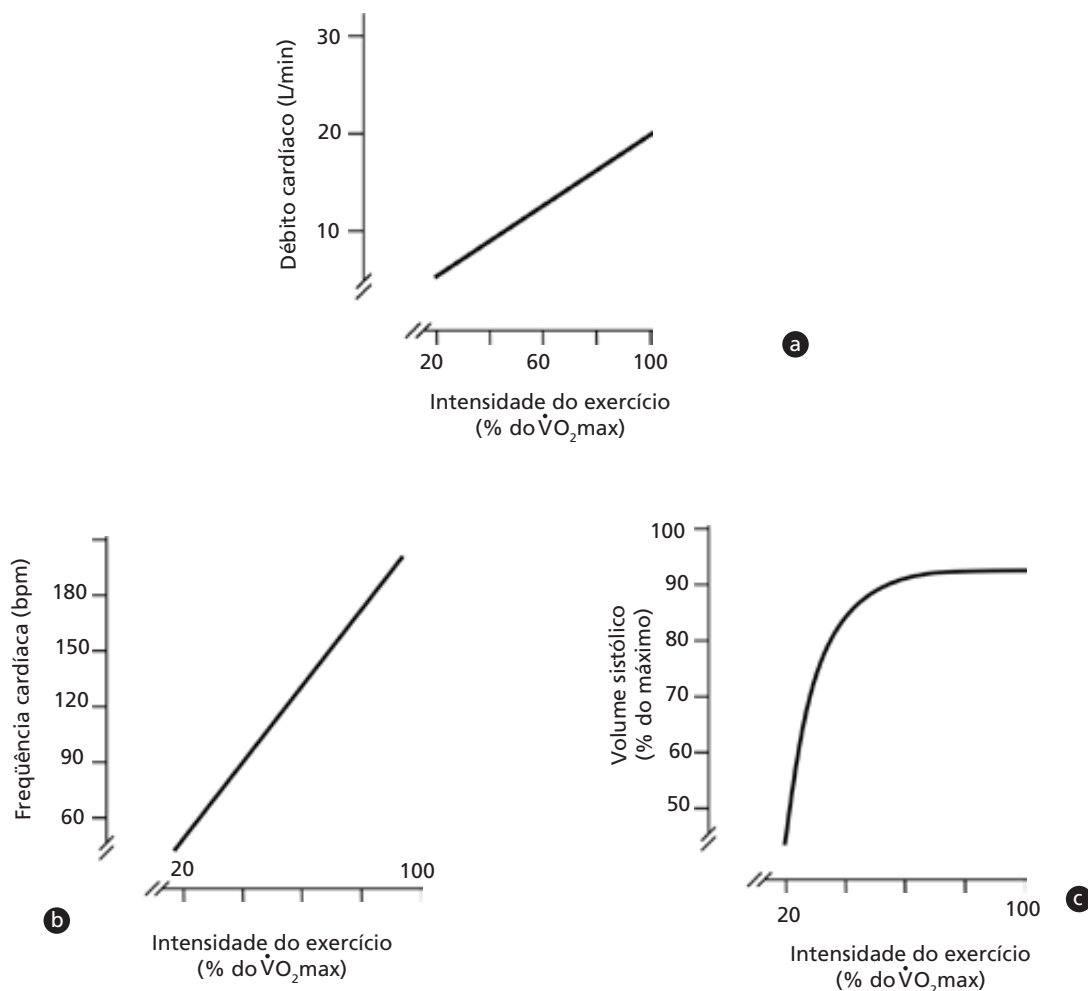 Débito cardíaco (L/min)
30
20
10
20 60 100
Intensidade do exercício
(% do V̇O₂max)
a
Freqüência cardíaca (bpm)
180
150
120
90
60
20 100
Intensidade do exercício
(% do V̇O₂max)
b
Volume sistólico
(% do máximo)
100
90
80
70
60
50
20 100
Intensidade do exercício
(% do V̇O₂max)
c